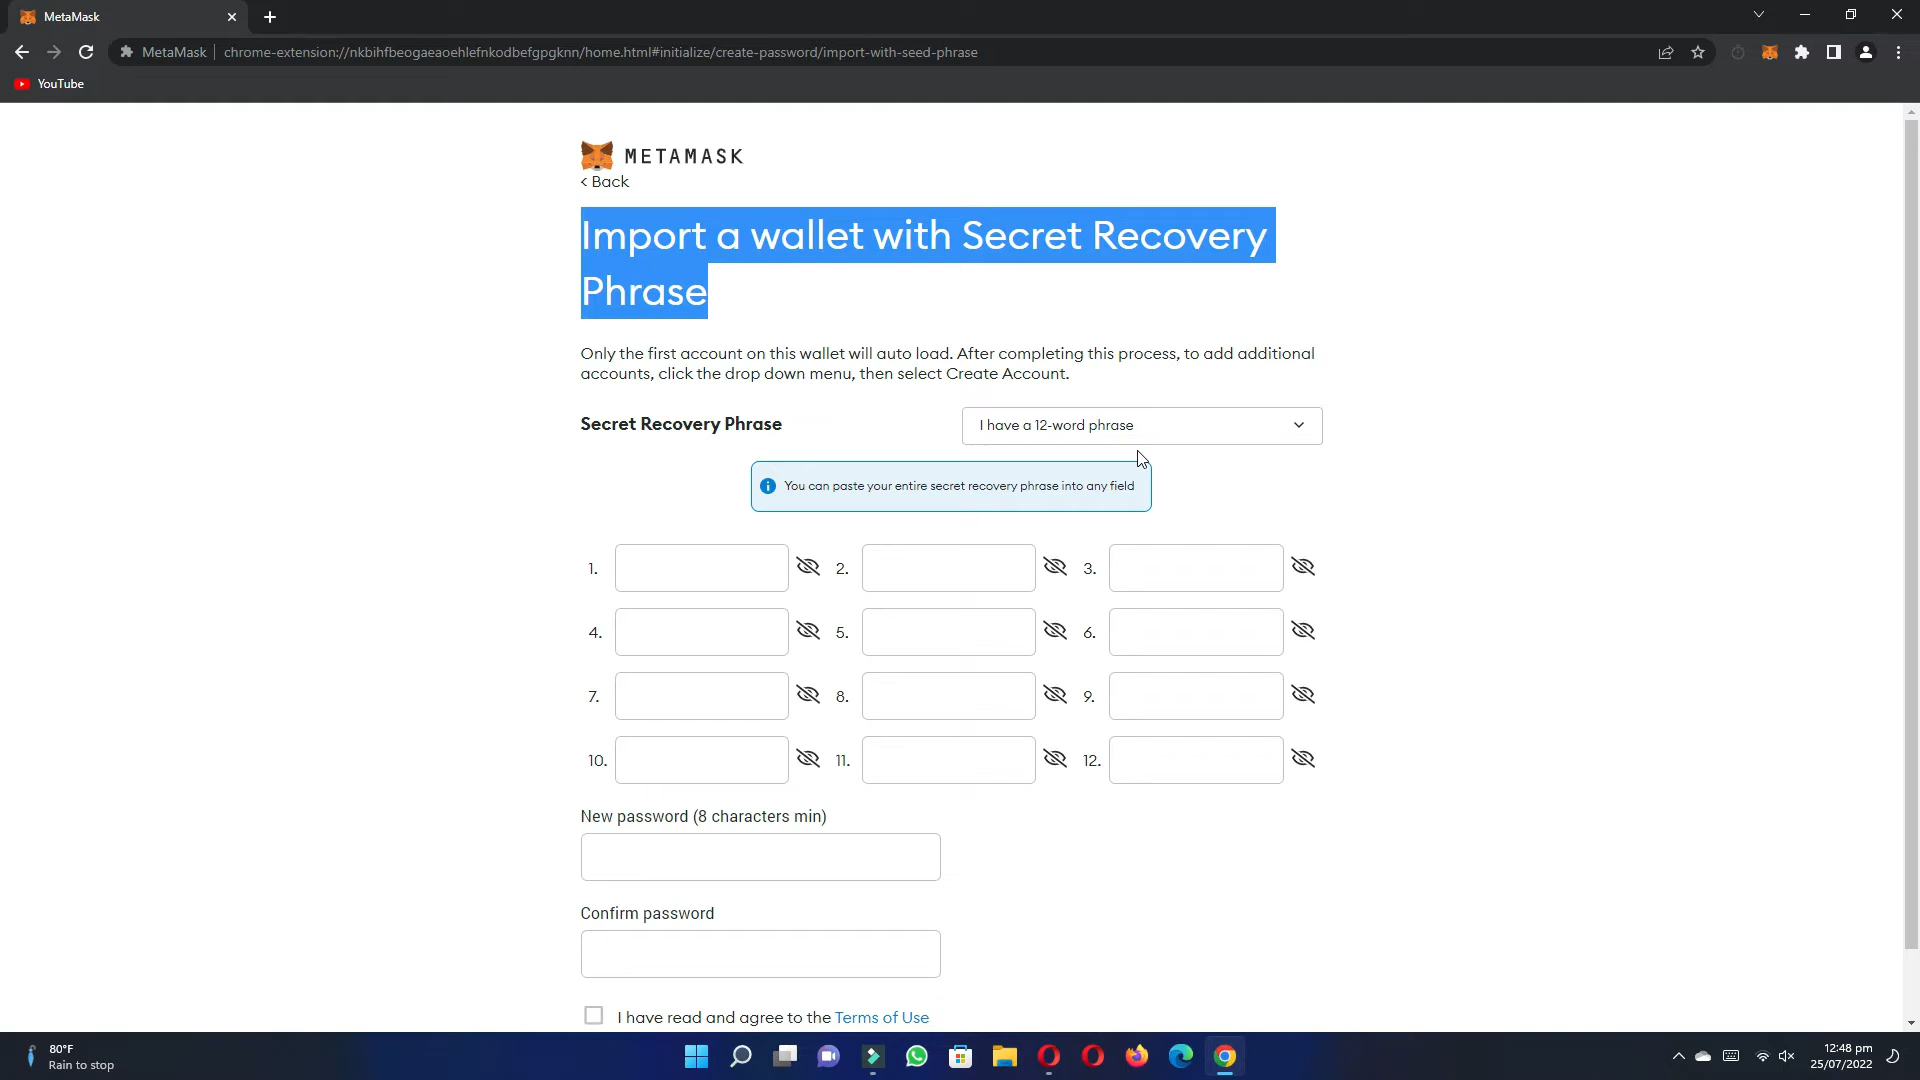 MetaMask
MetaMask
chrome-extension://nkbihfbeogaeaoehlefnkodbefgpgknn/home.html#initialize/create-password/import-with-seed-phrase
YouTube
METAMASK
< Back
Import a wallet with Secret Recovery
Phrase
Only the first account on this wallet will auto load. After completing this process, to add additional
accounts, click the drop down menu, then select Create Account.
Secret Recovery Phrase
I have a 12-word phrase
You can paste your entire secret recovery phrase into any field
1. 2. 3.
4. 5. 6.
7. 8. 9.
10. 11. 12.
New password (8 characters min)
Confirm password
I have read and agree to the Terms of Use
80°F
Rain to stop
12:48 pm
25/07/2022